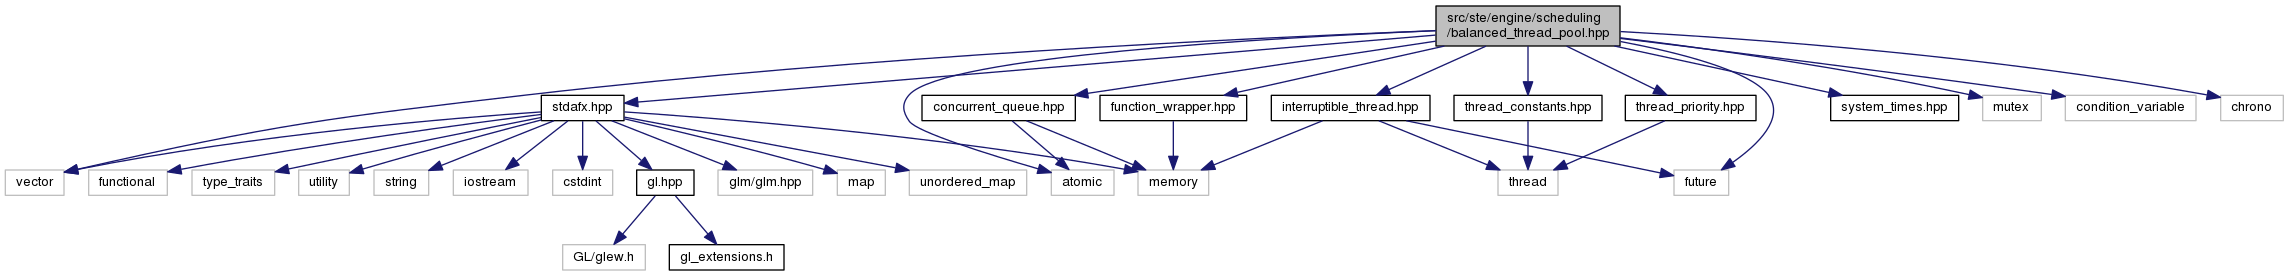 src/ste/engine/scheduling
/balanced_thread_pool.hpp
stdafx.hpp
concurrent_queue.hpp
function_wrapper.hpp
interruptible_thread.hpp
thread_constants.hpp
thread_priority.hpp
system_times.hpp
mutex
condition_variable
chrono
vector
functional
type_traits
utility
string
iostream
cstdint
gl.hpp
glm/glm.hpp
map
unordered_map
atomic
memory
thread
future
GL/glew.h
gl_extensions.h